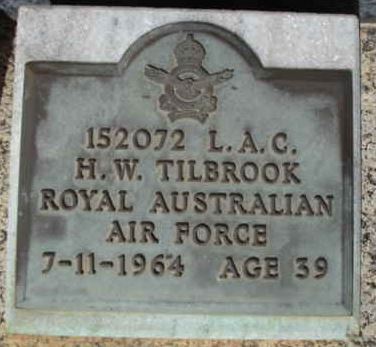 152072 L.A.C.
H.W. TILBROOK
ROYAL AUSTRALIAN
AIR FORCE
7-11-1964 AGE 39